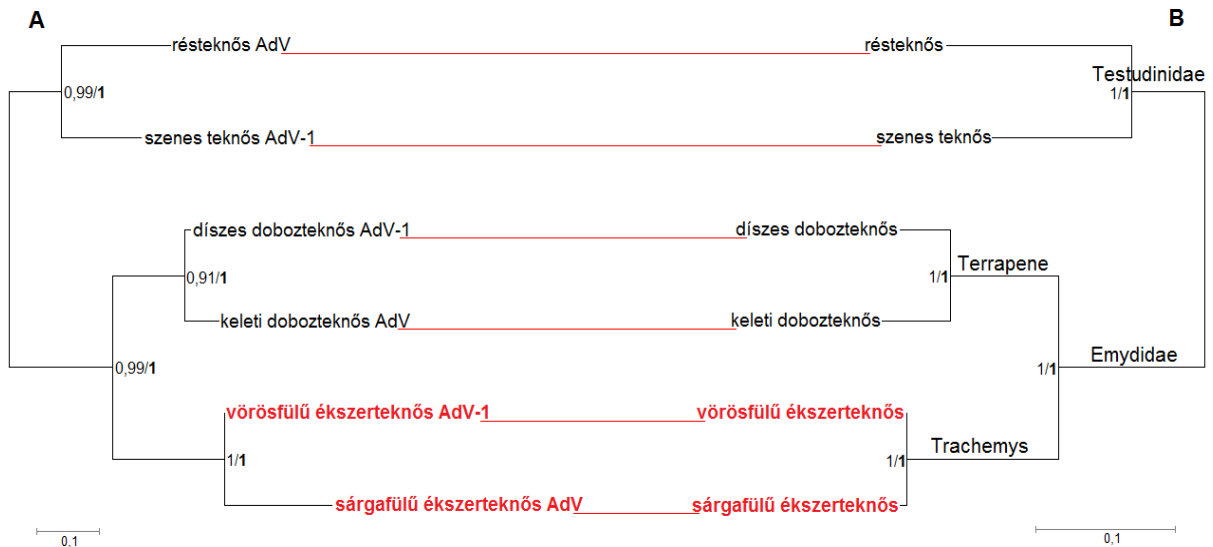 A
B
résteknős AdV
résteknős
Testudinidae
0,99/1
1/1
szenes teknős AdV-1
szenes teknős
díszes dobozteknős AdV-1
díszes dobozteknős
0,91/1
1/1
Terrapene
keleti dobozteknős AdV
keleti dobozteknős
0,99/1
1/1
Emydidae
vörösfülű ékszerteknős AdV-1
vörösfülű ékszerteknős
1/1
1/1
Trachemys
sárgafülű ékszerteknős AdV
sárgafülű ékszerteknős
0,1
0,1